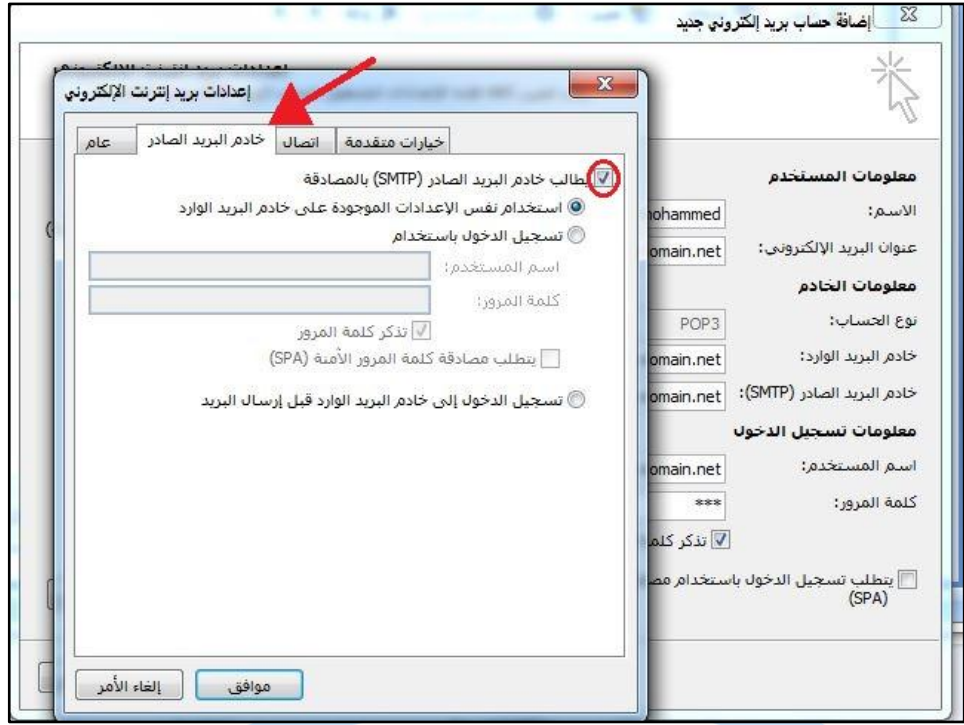 إضافة حساب بريد إلكتروني جديد
إعدادات بريد إنترنت الإلكتروني
عام
خادم البريد الصادر
اتصال
خيارات متقدمة
يطالب خادم البريد الصادر (SMTP) بالمصادقة
استخدام نفس الإعدادات الموجودة على خادم البريد الوارد
تسجيل الدخول باستخدام
اسم المستخدم:
كلمة المرور:
تذكر كلمة المرور
يتطلب مصادقة كلمة المرور الآمنة (SPA)
تسجيل الدخول إلى خادم البريد الوارد قبل إرسال البريد
موافق
إلغاء الأمر
معلومات المستخدم
الاسم: mohammed
عنوان البريد الإلكتروني: omain.net
معلومات الخادم
نوع الحساب: POP3
خادم البريد الوارد: omain.net
خادم البريد الصادر (SMTP): omain.net
معلومات تسجيل الدخول
اسم المستخدم: omain.net
كلمة المرور: ***
تذكر كلم
يتطلب تسجيل الدخول باستخدام مصد
(SPA)